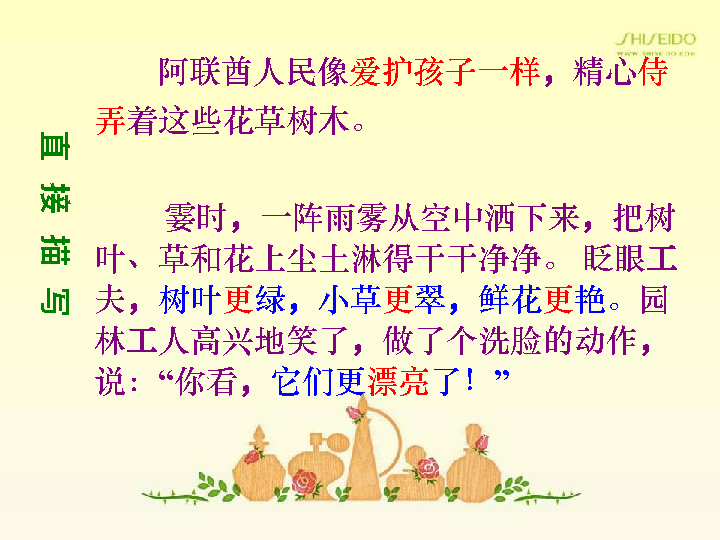 SHISEIDO
WWW.SHISEIDO.COM
直接描写
阿联酋人民像爱护孩子一样，精心侍
弄着这些花草树木。
霎时，一阵雨雾从空中洒下来，把树
叶、草和花上尘土淋得干干净净。 眨眼工
夫，树叶更绿，小草更翠，鲜花更艳。园
林工人高兴地笑了，做了个洗脸的动作，
说：“你看，它们更漂亮了！”